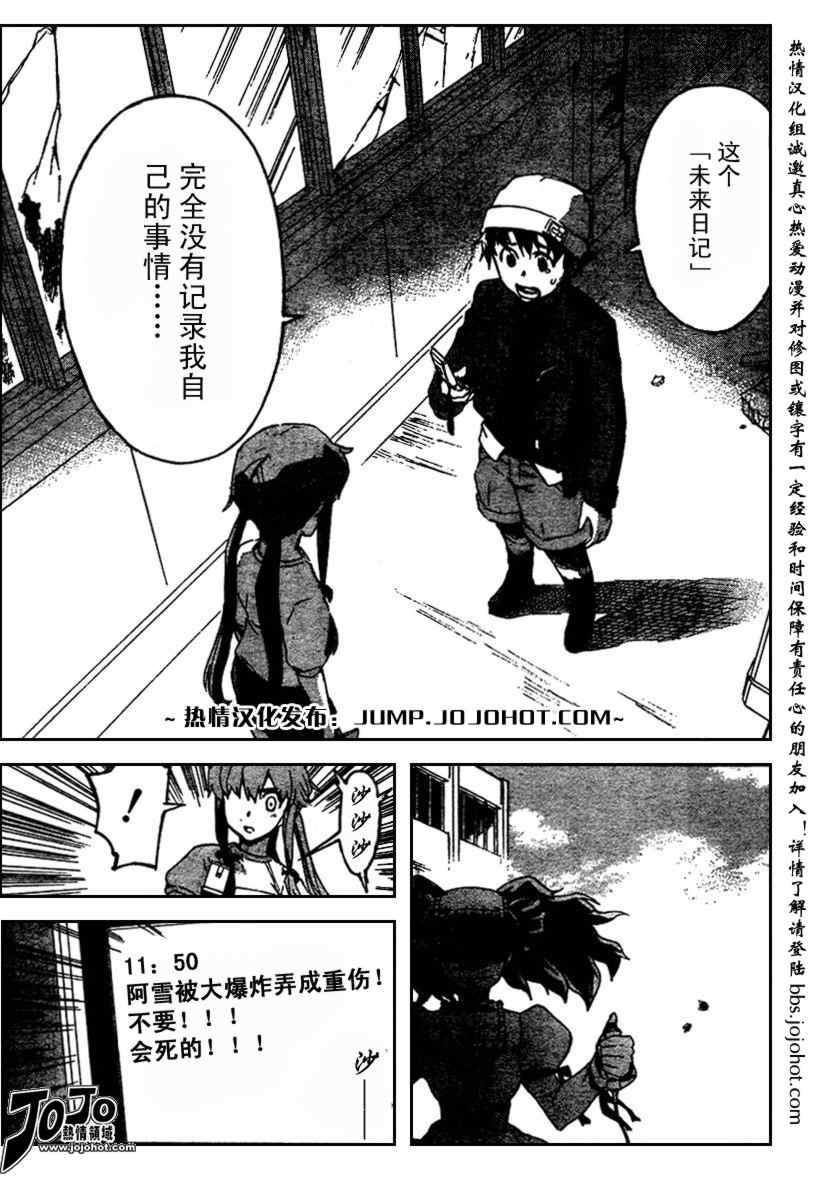 这个
「未来日记」
完全没有记录我自
己的事情……
~热情汉化发布：JUMP.JOJOHOT.COM~
沙
沙
沙
！
11：50
阿雪被大爆炸弄成重伤！
不要！！！
会死的！！！
沙
JOJO
熱情領域
www.jojohot.com
热情汉化组诚邀真心热爱动漫并对修图或镶字有一定经验和时间保障有责任心的朋友加入！详情了解请登陆 bbs.jojohot.com